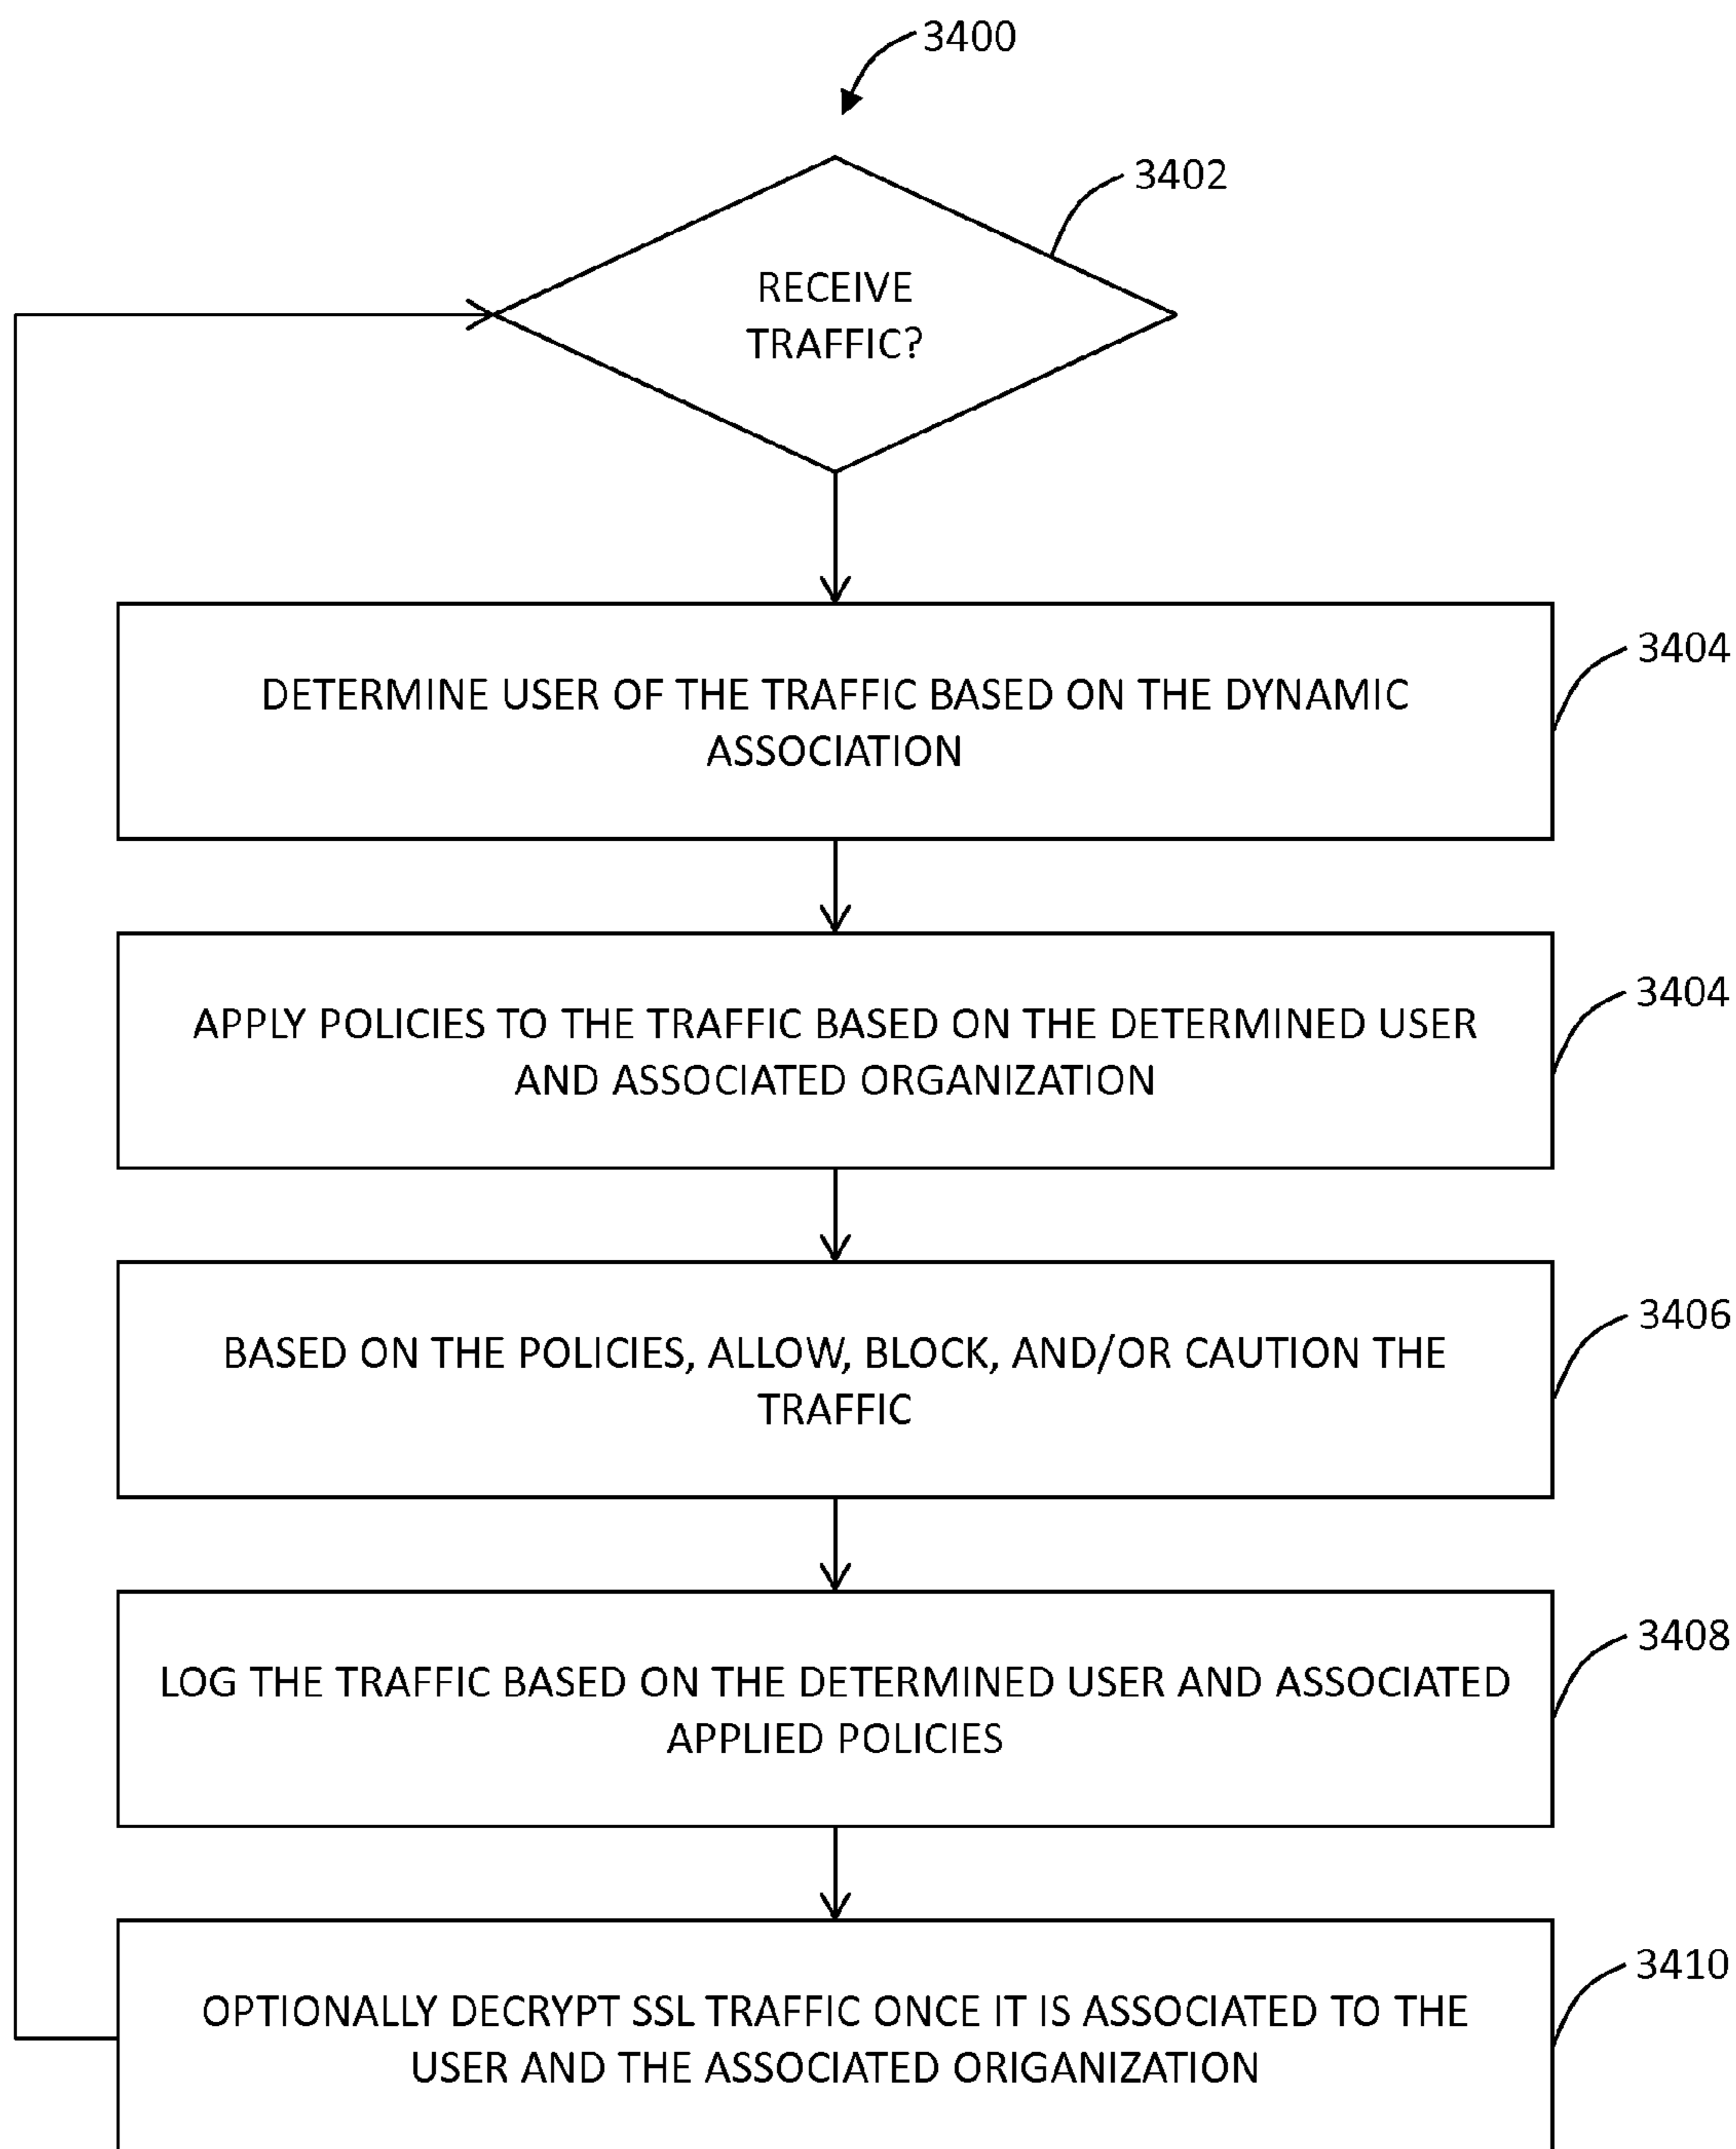 3400
3402
RECEIVE
TRAFFIC?
3404
DETERMINE USER OF THE TRAFFIC BASED ON THE DYNAMIC
ASSOCIATION
3404
APPLY POLICIES TO THE TRAFFIC BASED ON THE DETERMINED USER
AND ASSOCIATED ORGANIZATION
3406
BASED ON THE POLICIES, ALLOW, BLOCK, AND/OR CAUTION THE
TRAFFIC
3408
LOG THE TRAFFIC BASED ON THE DETERMINED USER AND ASSOCIATED
APPLIED POLICIES
3410
OPTIONALLY DECRYPT SSL TRAFFIC ONCE IT IS ASSOCIATED TO THE
USER AND THE ASSOCIATED ORIGANIZATION